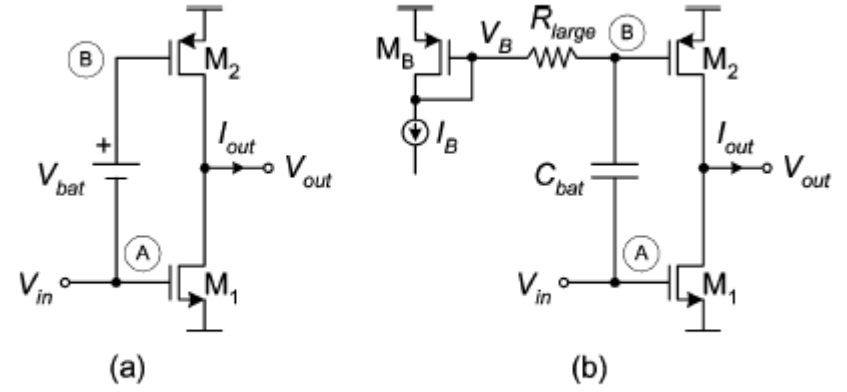 B
M2
+
Vbat
Iout
Vout
A
Vin
M1
(a)
MB
VB
Rlarge
B
M2
IB
Cbat
Iout
Vout
A
Vin
M1
(b)